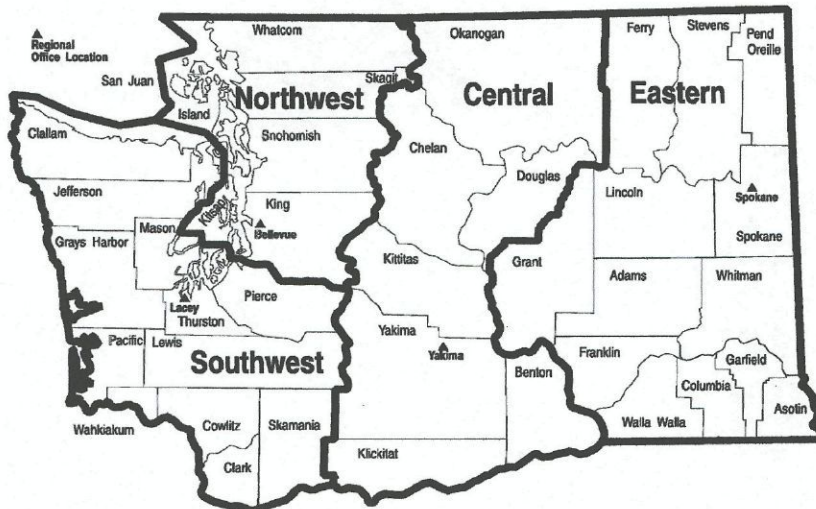 ▲
Regional
Office Location
Whatcom
Okanogan
Ferry
Stevens
Pend
Oreille
San Juan
Skagit
Northwest
Central
Eastern
Island
Clallam
Snohomish
Chelan
Jefferson
Douglas
Lincoln
▲
Spokane
Kitsap
King
▲
Bellevue
Mason
Grays Harbor
Spokane
Kittitas
Grant
Adams
Whitman
▲
Lacey
Thurston
Pierce
Yakima
▲
Yakima
Pacific
Lewis
Southwest
Benton
Franklin
Garfield
Columbia
Asotin
Wahkiakum
Cowlitz
Skamania
Walla Walla
Clark
Klickitat